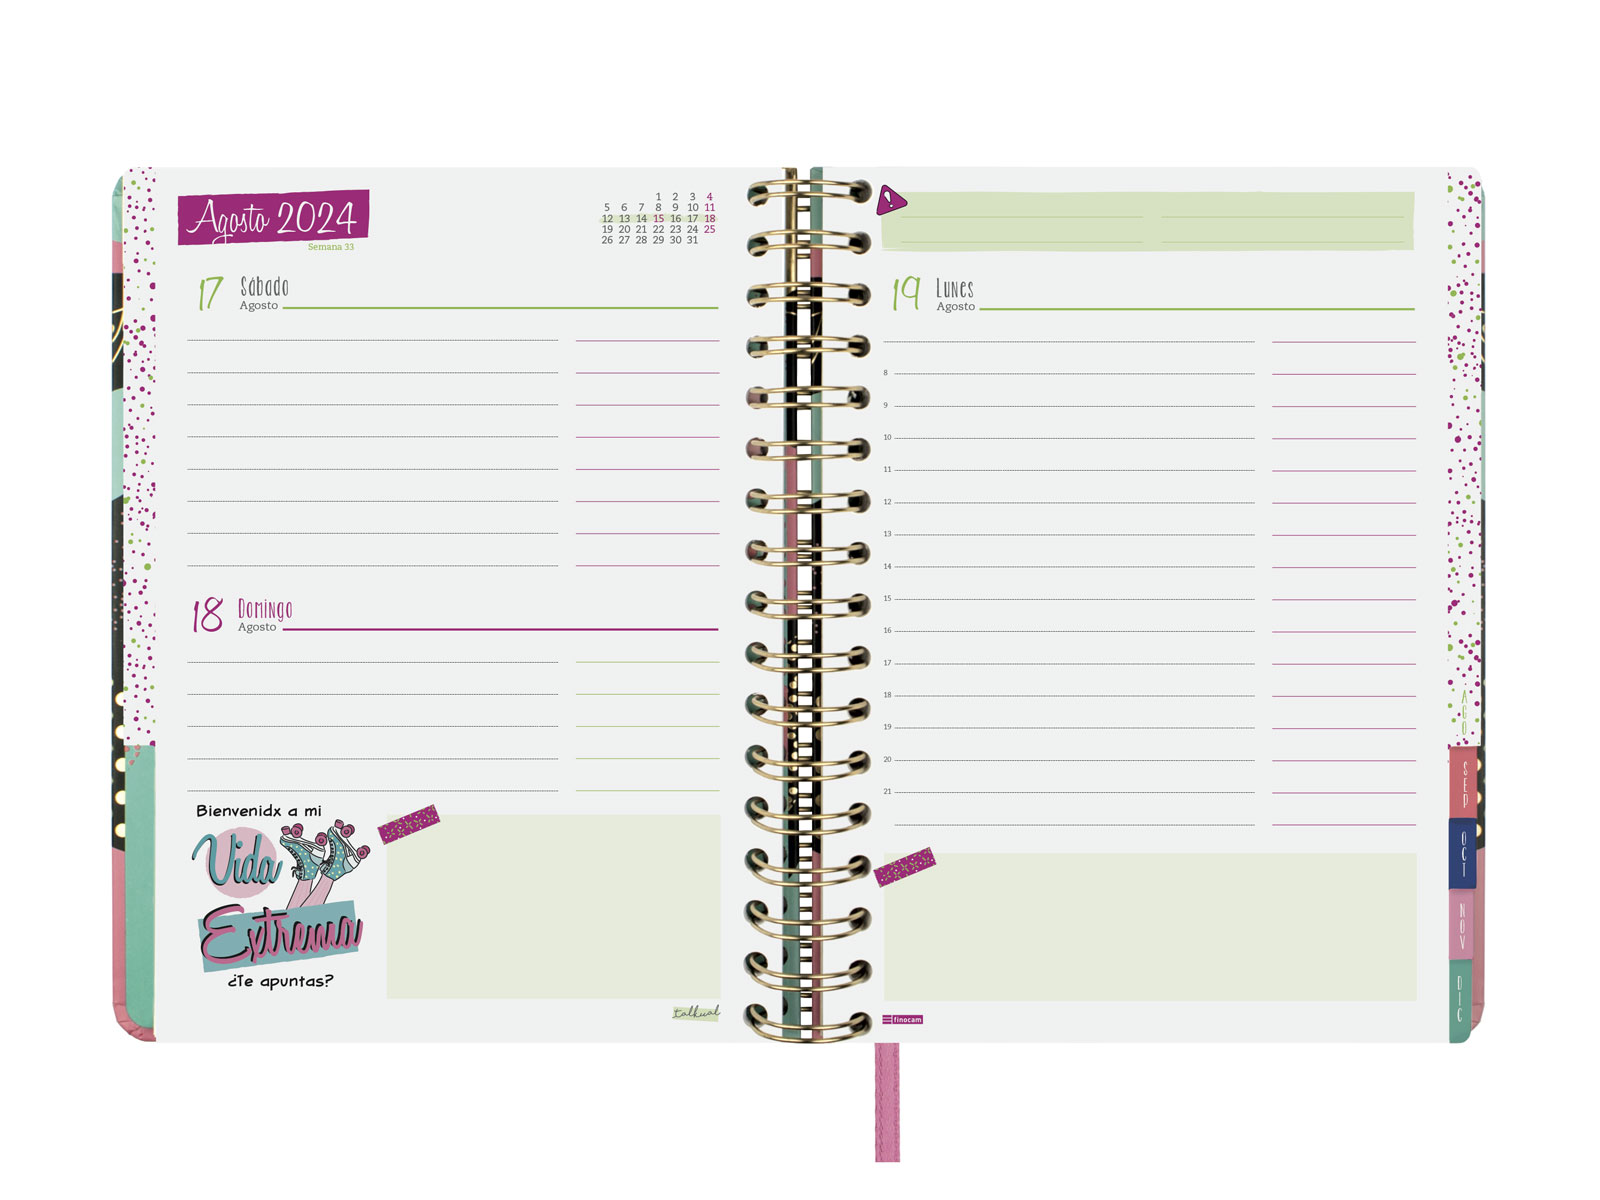 Agosto 2024
Semana 33
1 2 3 4
5 6 7 8 9 10 11
12 13 14 15 16 17 18
19 20 21 22 23 24 25
26 27 28 29 30 31
17 Sábado
Agosto
18 Domingo
Agosto
Bienvenidx a mi
Vida
Extrema
¿Te apuntas?
talkual
!
19 Lunes
Agosto
8
9
10
11
12
13
14
15
16
17
18
19
20
21
finocam
AGO
SEP
OCT
NOV
DIC